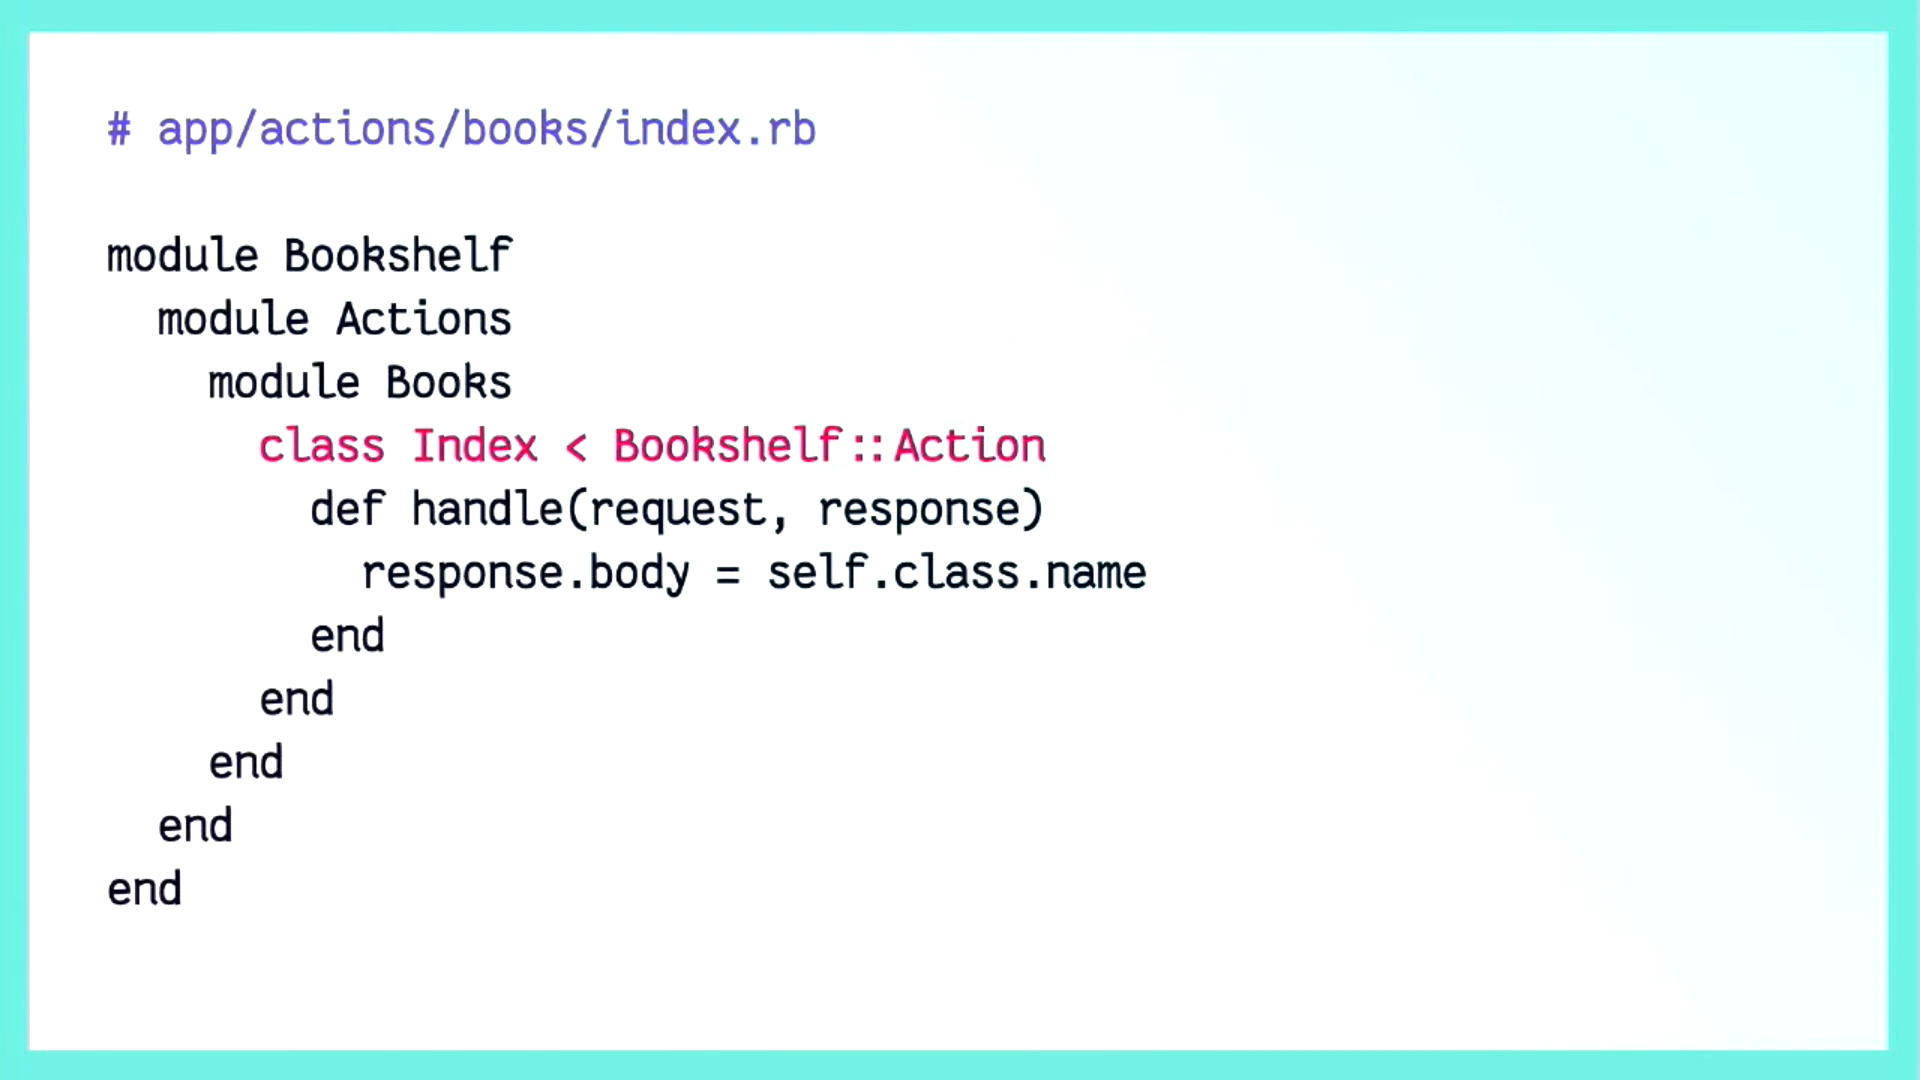 # app/actions/books/index.rb
module Bookshelf
  module Actions
    module Books
      class Index < Bookshelf::Action
        def handle(request, response)
          response.body = self.class.name
        end
      end
    end
  end
end